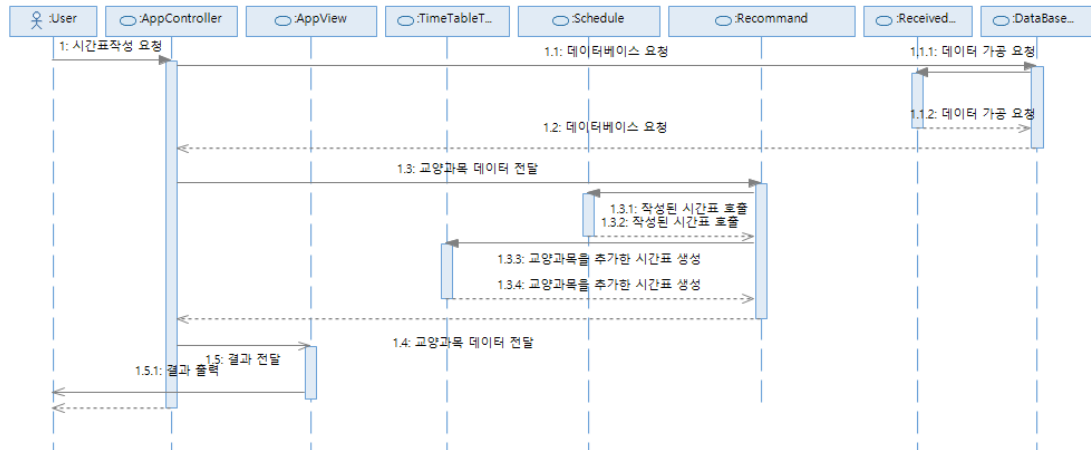 :User
:AppController
:AppView
:TimeTableT...
:Schedule
:Recommand
:Received...
:DataBase...
1: 시간표작성 요청
1.1: 데이터베이스 요청
1.1.1: 데이터 가공 요청
1.1.2: 데이터 가공 요청
1.2: 데이터베이스 요청
1.3: 교양과목 데이터 전달
1.3.1: 작성된 시간표 호출
1.3.2: 작성된 시간표 호출
1.3.3: 교양과목을 추가한 시간표 생성
1.3.4: 교양과목을 추가한 시간표 생성
1.4: 교양과목 데이터 전달
1.5: 결과 전달
1.5.1: 결과 출력